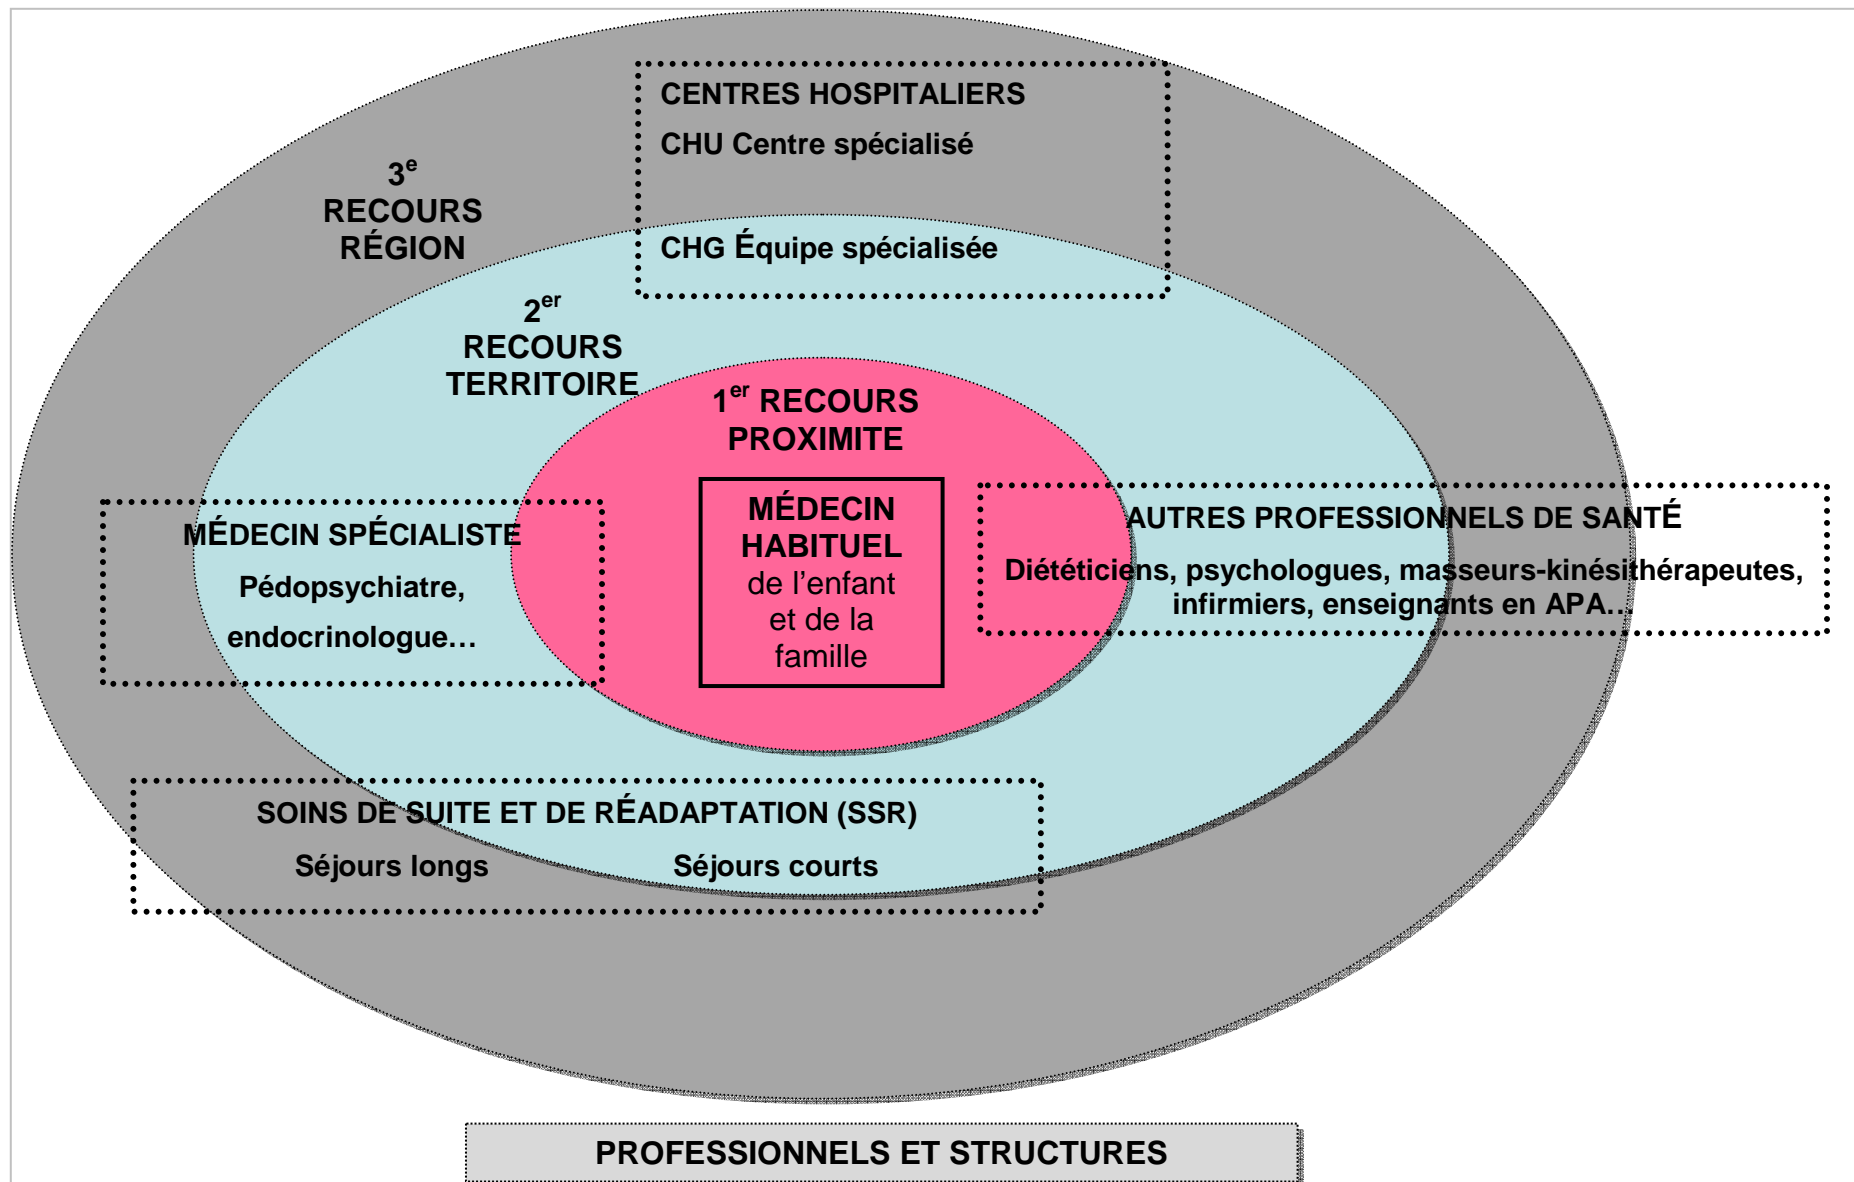 CENTRES HOSPITALIERS
CHU Centre spécialisé
3e
RECOURS
RÉGION
CHG Équipe spécialisée
2er
RECOURS
TERRITOIRE
1er RECOURS
PROXIMITE
MÉDECIN SPÉCIALISTE
Pédopsychiatre,
endocrinologue…
MÉDECIN
HABITUEL
de l’enfant
et de la
famille
AUTRES PROFESSIONNELS DE SANTÉ
Diététiciens, psychologues, masseurs-kinésithérapeutes,
infirmiers, enseignants en APA…
SOINS DE SUITE ET DE RÉADAPTATION (SSR)
Séjours longs Séjours courts
PROFESSIONNELS ET STRUCTURES